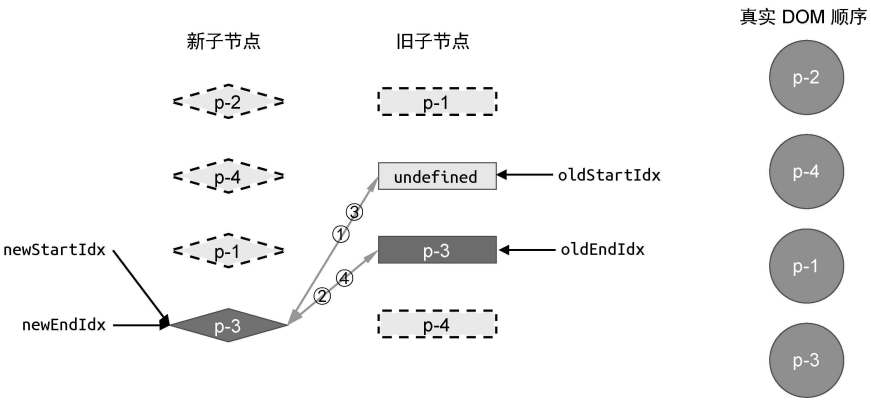 真实 DOM 顺序
新子节点
旧子节点
p-2
p-2
p-1
p-4
undefined
oldStartIdx
p-4
③
①
newStartIdx
p-1
p-3
oldEndIdx
p-1
④
②
newEndIdx
p-3
p-4
p-3